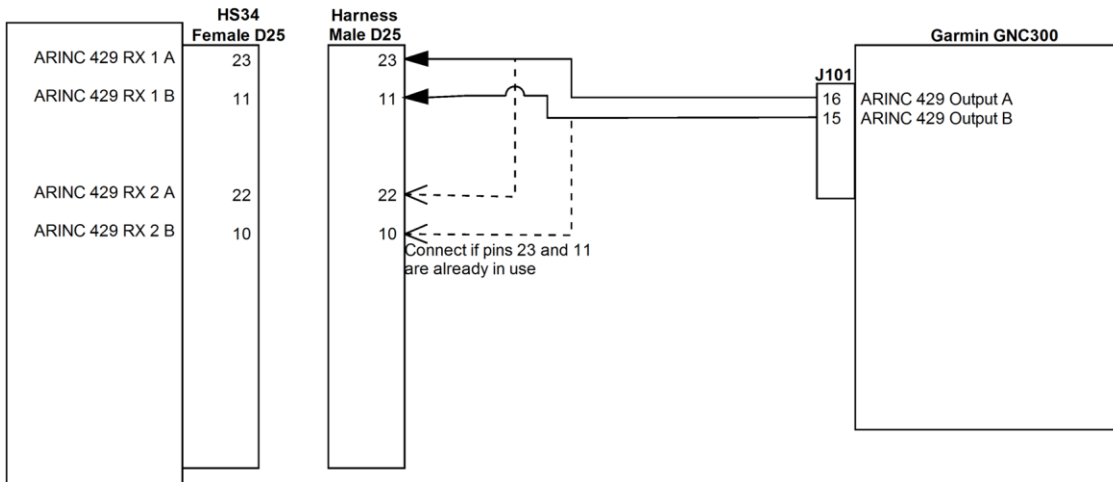 HS34
Female D25
Harness
Male D25
Garmin GNC300
ARINC 429 RX 1 A
23
23
J101
ARINC 429 RX 1 B
11
11
16
ARINC 429 Output A
15
ARINC 429 Output B
ARINC 429 RX 2 A
22
22
ARINC 429 RX 2 B
10
10
Connect if pins 23 and 11
are already in use